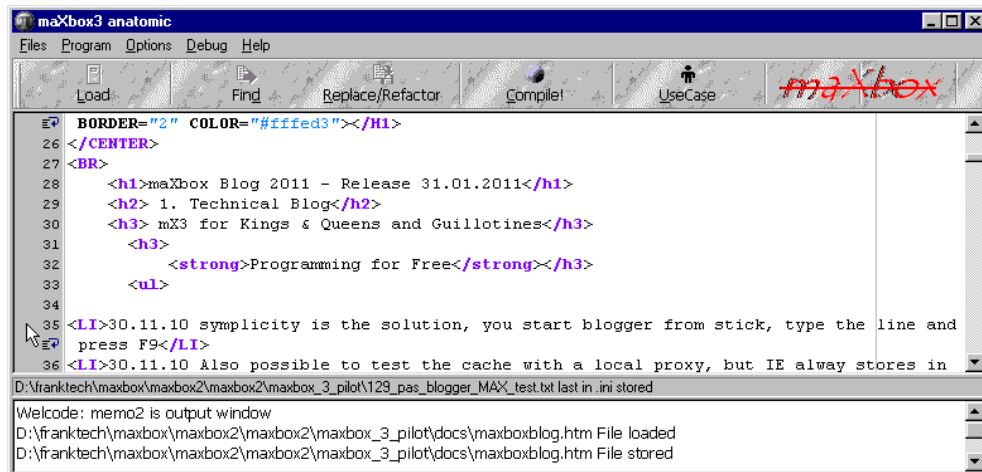 maXbox3 anatomic
Files Program Options Debug Help
Load Find Replace/Refactor Compile! UseCase maXbox
BORDER="2" COLOR="#fffed3"></H1>
26 </CENTER>
27 <BR>
28 <h1>maXbox Blog 2011 - Release 31.01.2011</h1>
29 <h2> 1. Technical Blog</h2>
30 <h3> mX3 for Kings & Queens and Guillotines</h3>
31 <h3>
32 <strong>Programming for Free</strong></h3>
33 <ul>
34
35 <LI>30.11.10 symplicity is the solution, you start blogger from stick, type the line and
press F9</LI>
36 <LI>30.11.10 Also possible to test the cache with a local proxy, but IE alway stores in
D:\franktech\maxbox\maxbox2\maxbox2\maxbox_3_pilot\129_pas_blogger_MAX_test.txt last in .ini stored
Welcode: memo2 is output window
D:\franktech\maxbox\maxbox2\maxbox2\maxbox_3_pilot\docs\maxboxblog.htm File loaded
D:\franktech\maxbox\maxbox2\maxbox2\maxbox_3_pilot\docs\maxboxblog.htm File stored